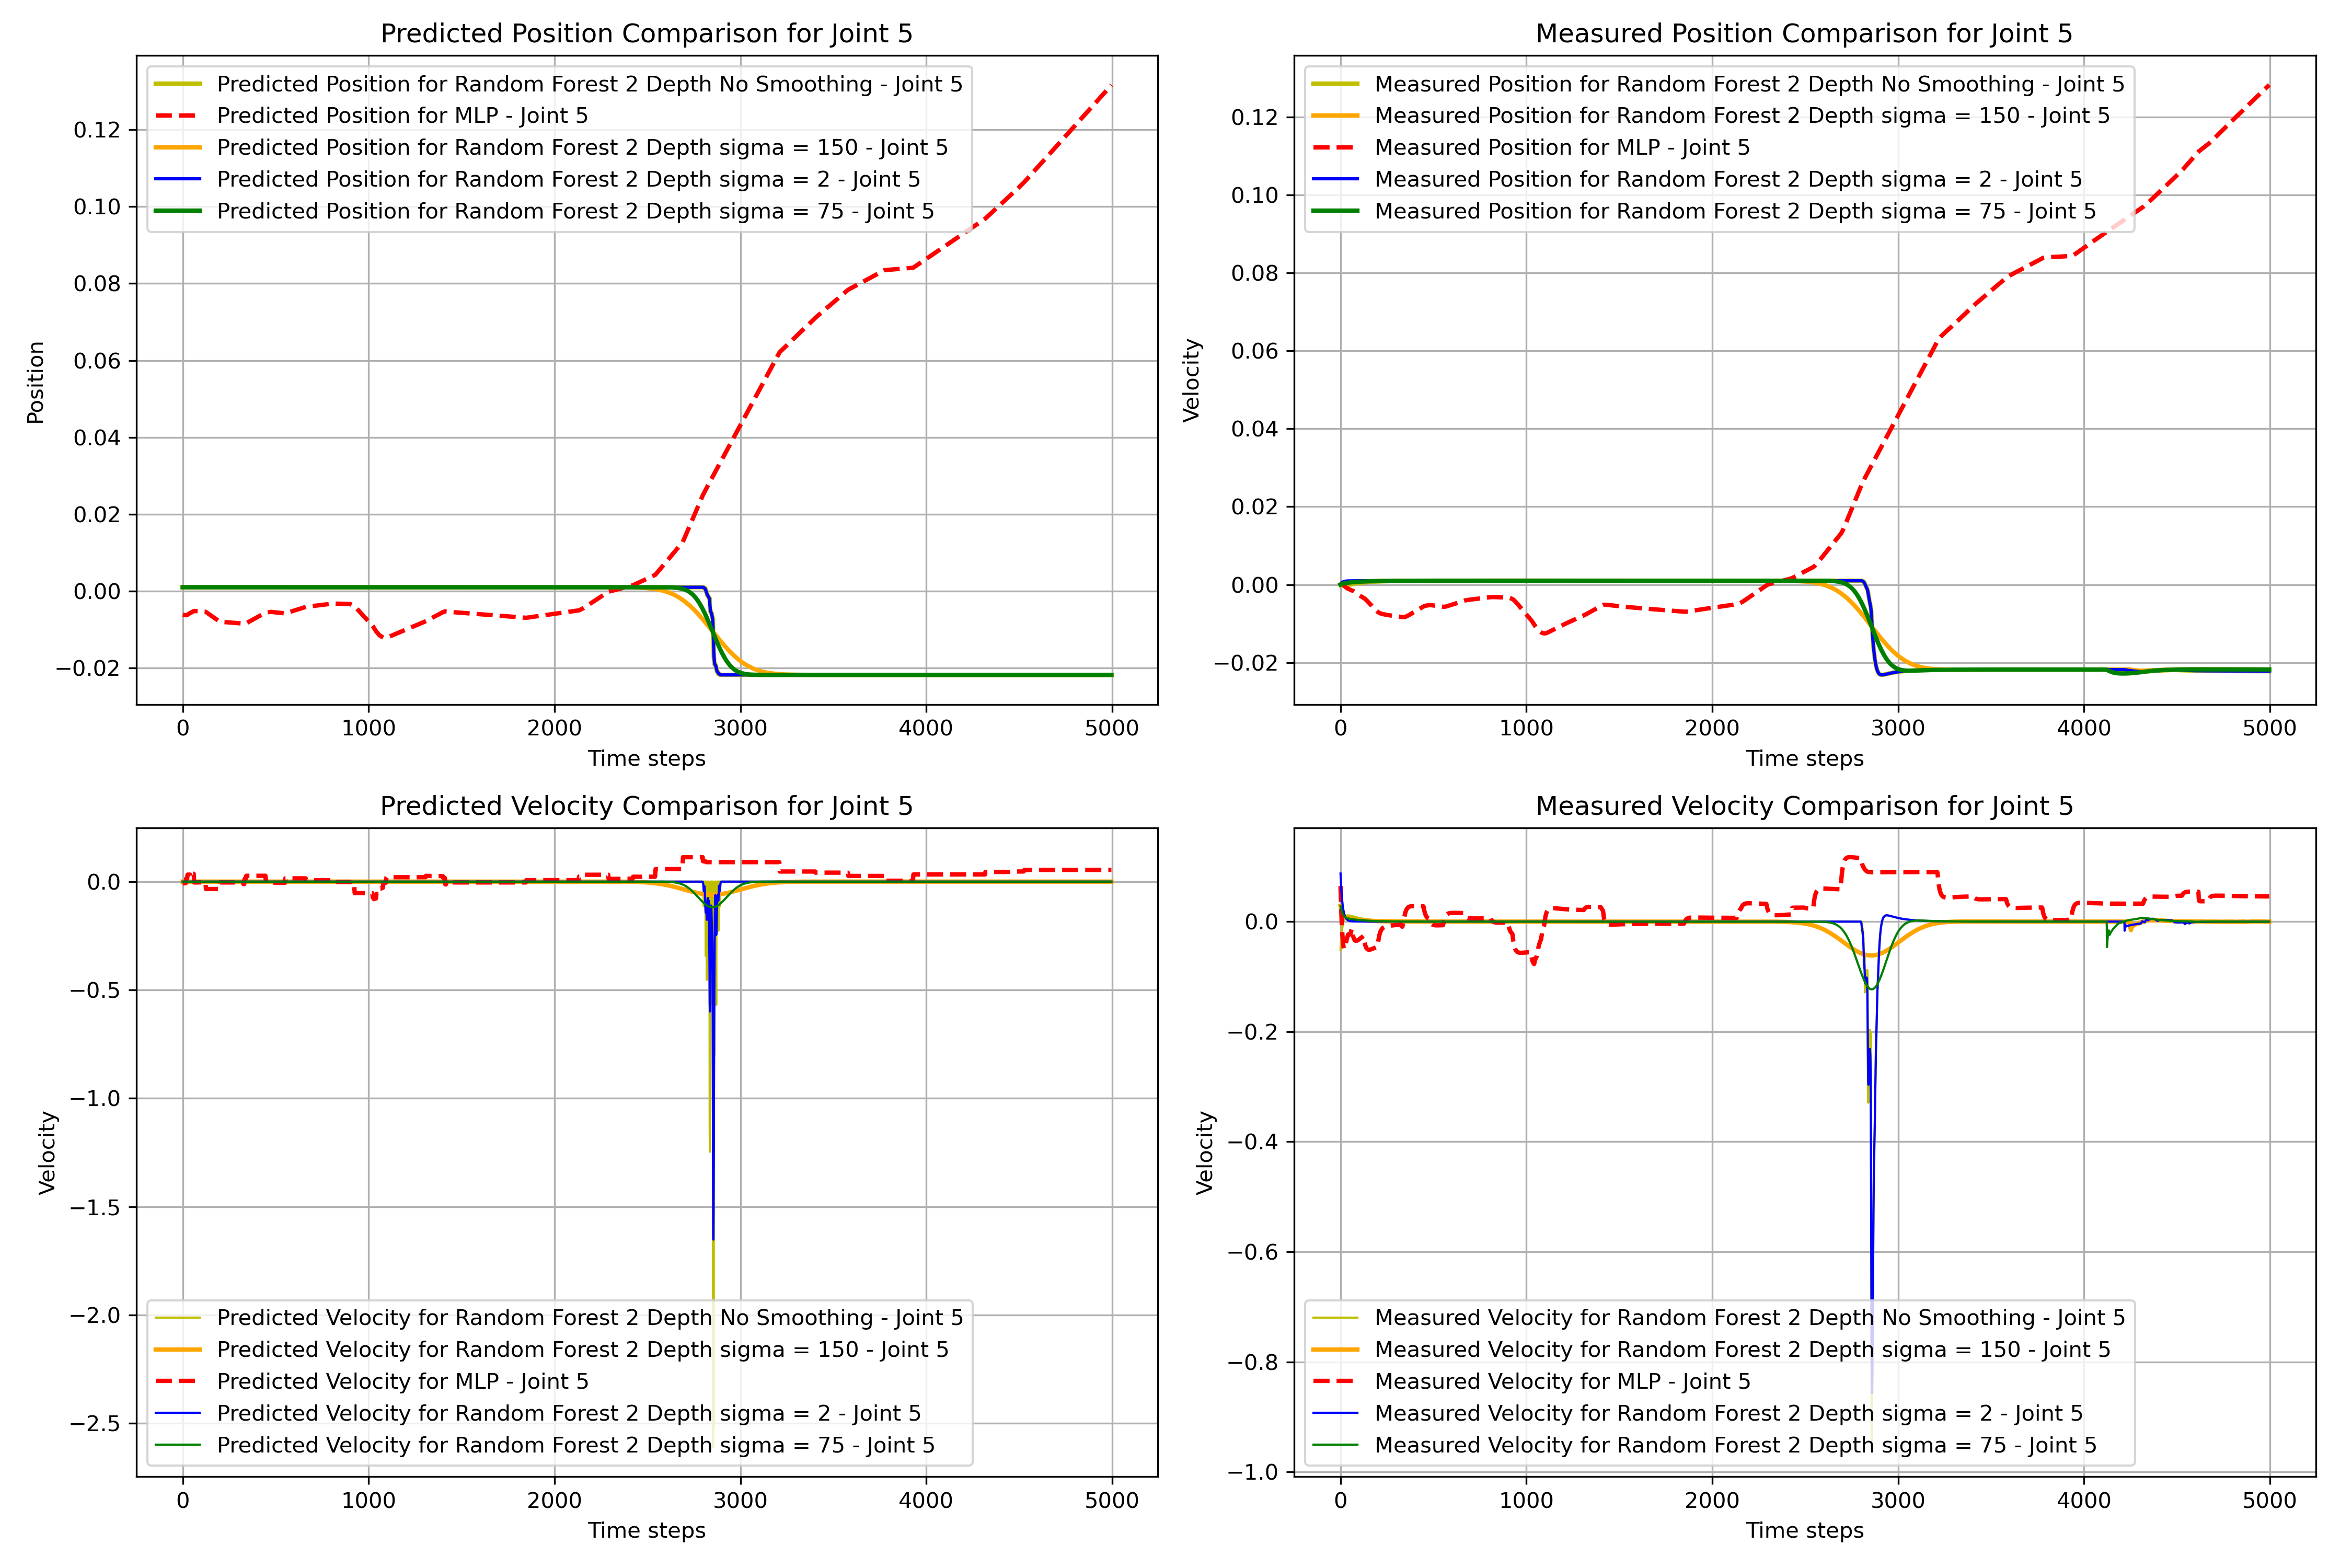 Predicted Position Comparison for Joint 5
Predicted Position for Random Forest 2 Depth No Smoothing - Joint 5
Predicted Position for MLP - Joint 5
Predicted Position for Random Forest 2 Depth sigma = 150 - Joint 5
Predicted Position for Random Forest 2 Depth sigma = 2 - Joint 5
Predicted Position for Random Forest 2 Depth sigma = 75 - Joint 5
Position
0.12
0.10
0.08
0.06
0.04
0.02
0.00
−0.02
0 1000 2000 3000 4000 5000
Time steps
Measured Position Comparison for Joint 5
Measured Position for Random Forest 2 Depth No Smoothing - Joint 5
Measured Position for Random Forest 2 Depth sigma = 150 - Joint 5
Measured Position for MLP - Joint 5
Measured Position for Random Forest 2 Depth sigma = 2 - Joint 5
Measured Position for Random Forest 2 Depth sigma = 75 - Joint 5
Velocity
0.12
0.10
0.08
0.06
0.04
0.02
0.00
−0.02
0 1000 2000 3000 4000 5000
Time steps
Predicted Velocity Comparison for Joint 5
Velocity
0.0
−0.5
−1.0
−1.5
−2.0
−2.5
Predicted Velocity for Random Forest 2 Depth No Smoothing - Joint 5
Predicted Velocity for Random Forest 2 Depth sigma = 150 - Joint 5
Predicted Velocity for MLP - Joint 5
Predicted Velocity for Random Forest 2 Depth sigma = 2 - Joint 5
Predicted Velocity for Random Forest 2 Depth sigma = 75 - Joint 5
0 1000 2000 3000 4000 5000
Time steps
Measured Velocity Comparison for Joint 5
Velocity
0.0
−0.2
−0.4
−0.6
−0.8
−1.0
Measured Velocity for Random Forest 2 Depth No Smoothing - Joint 5
Measured Velocity for Random Forest 2 Depth sigma = 150 - Joint 5
Measured Velocity for MLP - Joint 5
Measured Velocity for Random Forest 2 Depth sigma = 2 - Joint 5
Measured Velocity for Random Forest 2 Depth sigma = 75 - Joint 5
0 1000 2000 3000 4000 5000
Time steps